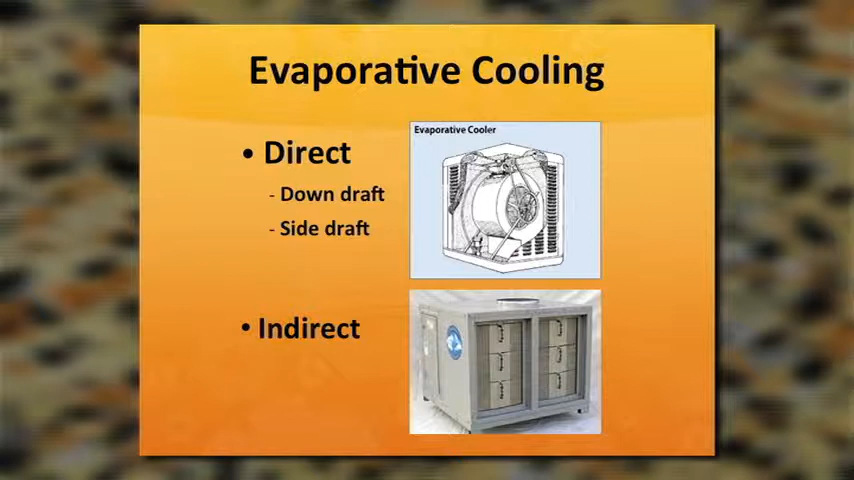 Evaporative Cooling
• Direct
- Down draft
- Side draft
Evaporative Cooler
• Indirect